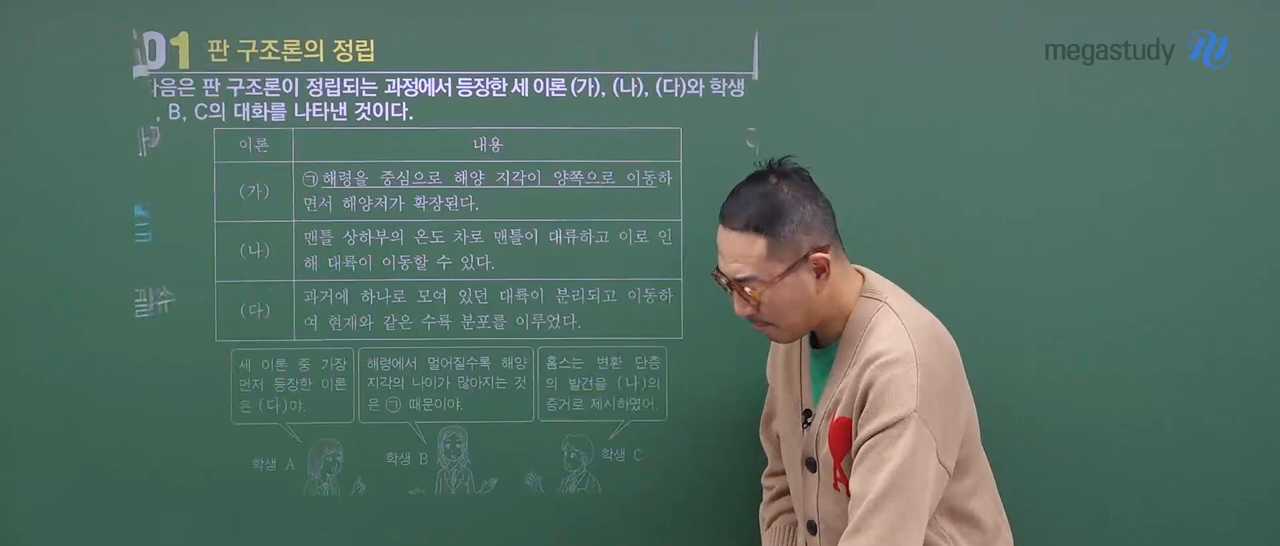 01 판 구조론의 정립
megastudy
다음은 판 구조론이 정립되는 과정에서 등장한 세 이론 (가), (나), (다)와 학생
, B, C의 대화를 나타낸 것이다.
이론 내용
(가) ㉠해령을 중심으로 해양 지각이 양쪽으로 이동하
면서 해양저가 확장된다.
(나) 맨틀 상하부의 온도 차로 맨틀이 대류하고 이로 인
해 대륙이 이동할 수 있다.
(다) 과거에 하나로 모여 있던 대륙이 분리되고 이동하
여 현재와 같은 수륙 분포를 이루었다.
필수
세 이론 중 가장
먼저 등장한 이론
은 (다)야.
해령에서 멀어질수록 해양
지각의 나이가 많아지는 것
은 ㉠ 때문이야.
홈스는 변환 단층
의 발견을 (나)의
증거로 제시하였어.
학생 A
학생 B
학생 C